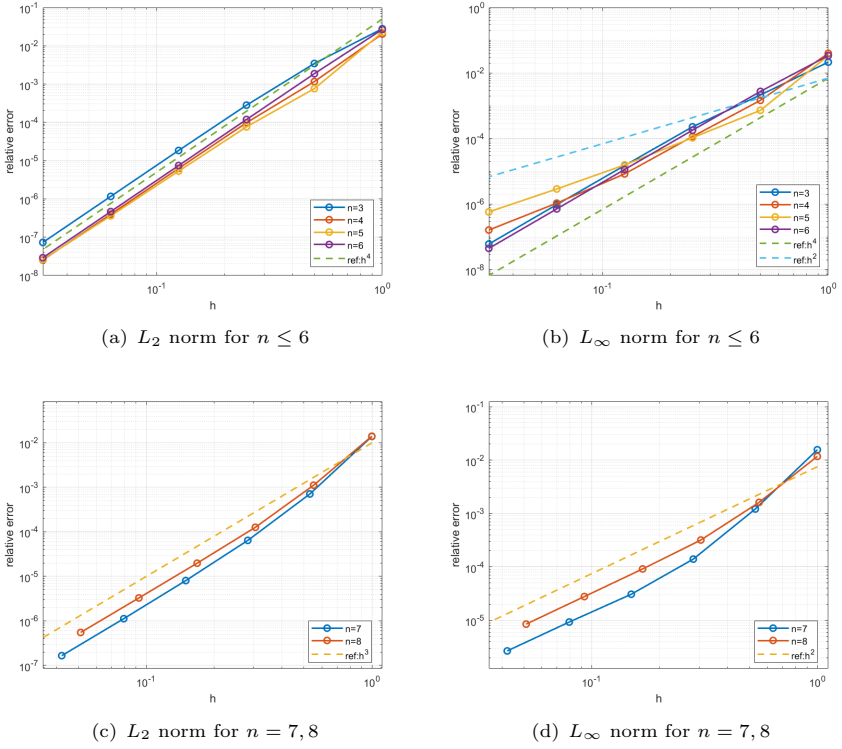 10^-1
10^-2
10^-3
10^-4
10^-5
10^-6
10^-7
10^-8
relative error
10^-1
10^0
h
n=3
n=4
n=5
n=6
ref:h^4
(a) L_2 norm for n ≤ 6
10^0
10^-2
10^-4
10^-6
10^-8
relative error
10^-1
10^0
h
n=3
n=4
n=5
n=6
ref:h^4
ref:h^2
(b) L_∞ norm for n ≤ 6
10^-2
10^-3
10^-4
10^-5
10^-6
10^-7
relative error
10^-1
10^0
h
n=7
n=8
ref:h^3
(c) L_2 norm for n = 7, 8
10^-1
10^-2
10^-3
10^-4
10^-5
relative error
10^-1
10^0
h
n=7
n=8
ref:h^2
(d) L_∞ norm for n = 7, 8